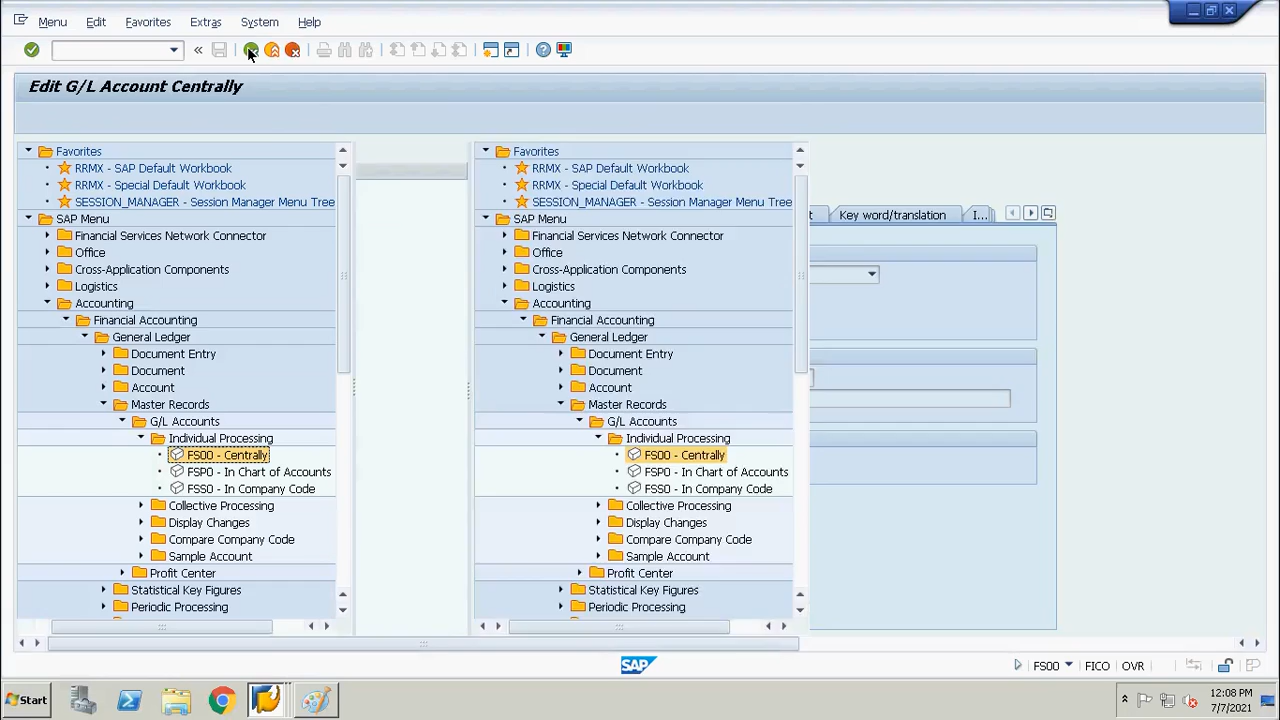 Menu Edit Favorites Extras System Help
Edit G/L Account Centrally
Favorites
RRMX - SAP Default Workbook
RRMX - Special Default Workbook
SESSION_MANAGER - Session Manager Menu Tree
SAP Menu
Financial Services Network Connector
Office
Cross-Application Components
Logistics
Accounting
Financial Accounting
General Ledger
Document Entry
Document
Account
Master Records
G/L Accounts
Individual Processing
FS00 - Centrally
FSP0 - In Chart of Accounts
FSS0 - In Company Code
Collective Processing
Display Changes
Compare Company Code
Sample Account
Profit Center
Statistical Key Figures
Periodic Processing
Favorites
RRMX - SAP Default Workbook
RRMX - Special Default Workbook
SESSION_MANAGER - Session Manager Menu Tree
SAP Menu
Financial Services Network Connector
Office
Cross-Application Components
Logistics
Accounting
Financial Accounting
General Ledger
Document Entry
Document
Account
Master Records
G/L Accounts
Individual Processing
FS00 - Centrally
FSP0 - In Chart of Accounts
FSS0 - In Company Code
Collective Processing
Display Changes
Compare Company Code
Sample Account
Profit Center
Statistical Key Figures
Periodic Processing
t Key word/translation I...
SAP
FS00 FICO OVR
Start
12:08 PM
7/7/2021